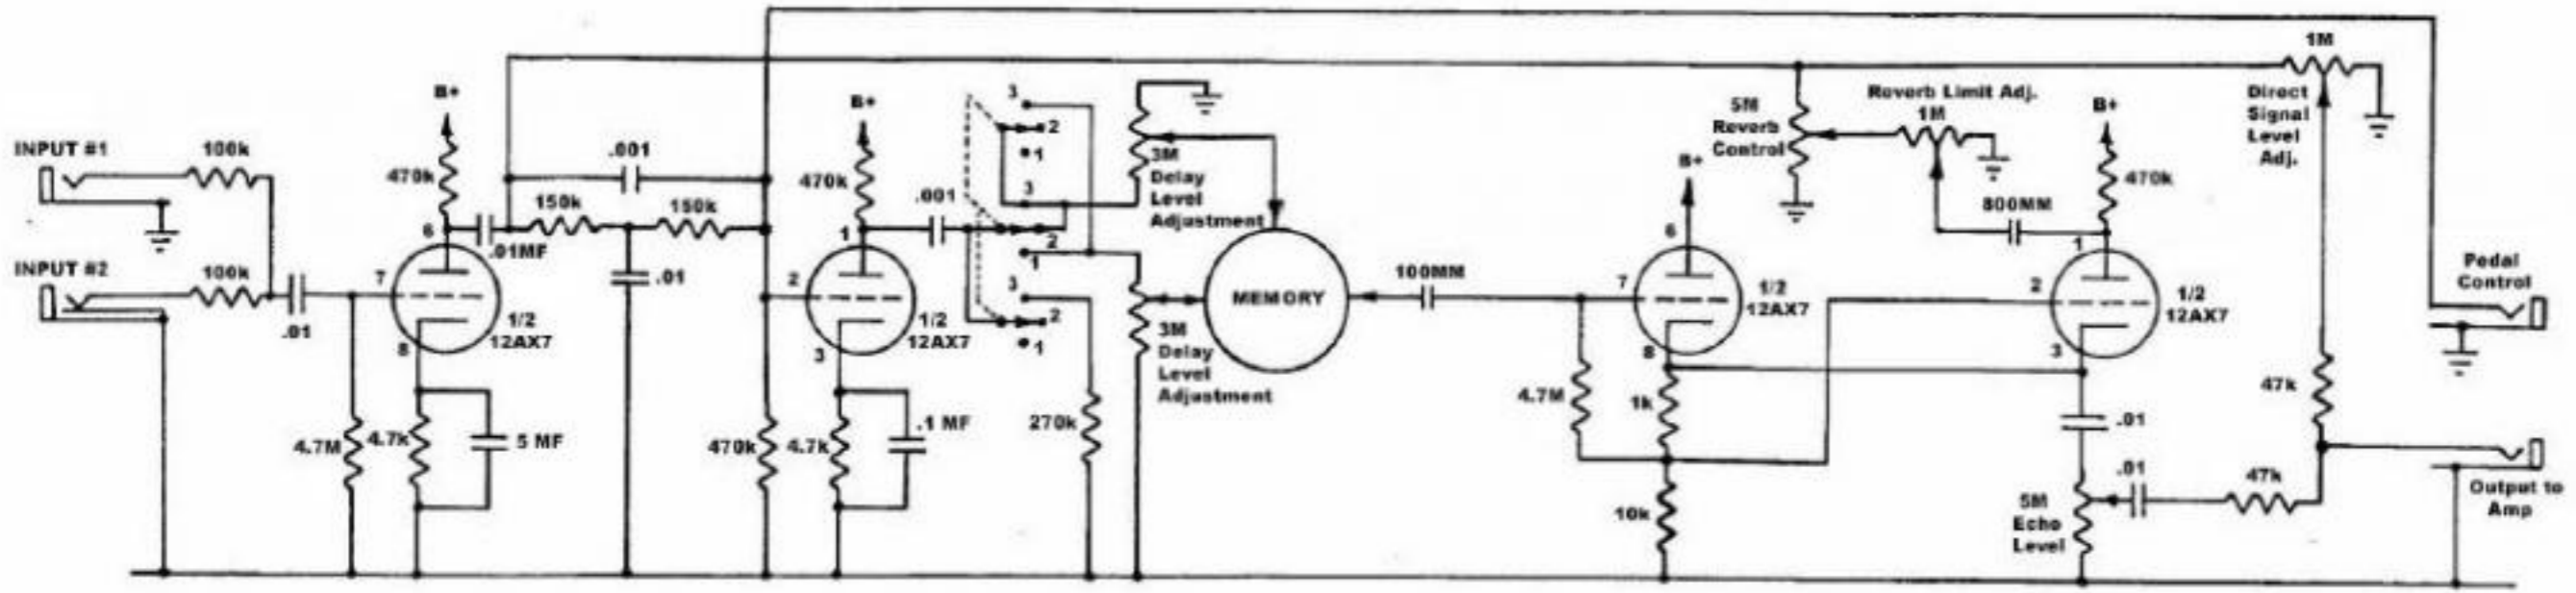 INPUT #1
100k
INPUT #2
100k
.01
7
4.7M
B+
470k
6
.01MF
8
1/2
12AX7
4.7k
5 MF
.001
150k
150k
.01
470k
B+
470k
1
2
3
1/2
12AX7
4.7k
.1 MF
.001
3
2
1
3
2
1
3
2
1
270k
3M
Delay
Level
Adjustment
3M
Delay
Level
Adjustment
MEMORY
100MM
4.7M
B+
6
7
8
1/2
12AX7
1k
10k
5M
Reverb
Control
Reverb Limit Adj.
1M
800MM
B+
470k
1
2
3
1/2
12AX7
.01
5M
Echo
Level
.01
47k
47k
1M
Direct
Signal
Level
Adj.
Pedal
Control
Output to
Amp